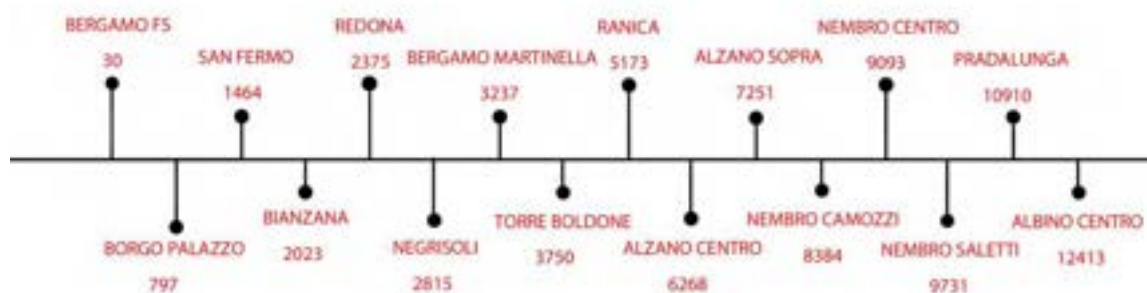 BERGAMO FS
30
BORGO PALAZZO
797
SAN FERMO
1464
BIANZANA
2023
REDONA
2375
NEGRISOLI
2815
BERGAMO MARTINELLA
3237
TORRE BOLDONE
3750
RANICA
5173
ALZANO CENTRO
6268
ALZANO SOPRA
7251
NEMBRO CAMOZZI
8384
NEMBRO CENTRO
9093
NEMBRO SALETTI
9731
PRADALUNGA
10910
ALBINO CENTRO
12413